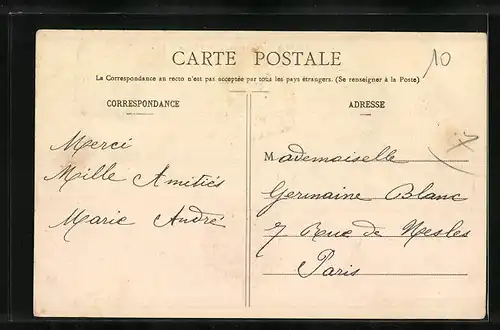 CARTE POSTALE
10
La Correspondance au recto n'est pas acceptée par tous les pays étrangers. (Se renseigner à la Poste)
CORRESPONDANCE
Merci
Mille Amitiés
Marie André
ADRESSE
Mademoiselle
Germaine Blanc
7 Rue de Nesles
Paris